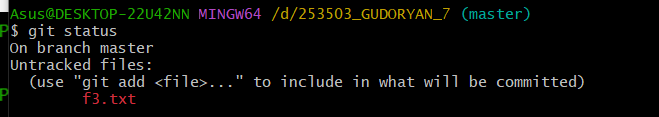 Asus@DESKTOP-22U42NN MINGW64 /d/253503_GUDORYAN_7 (master)
$ git status
On branch master
Untracked files:
  (use "git add <file>..." to include in what will be committed)
        f3.txt